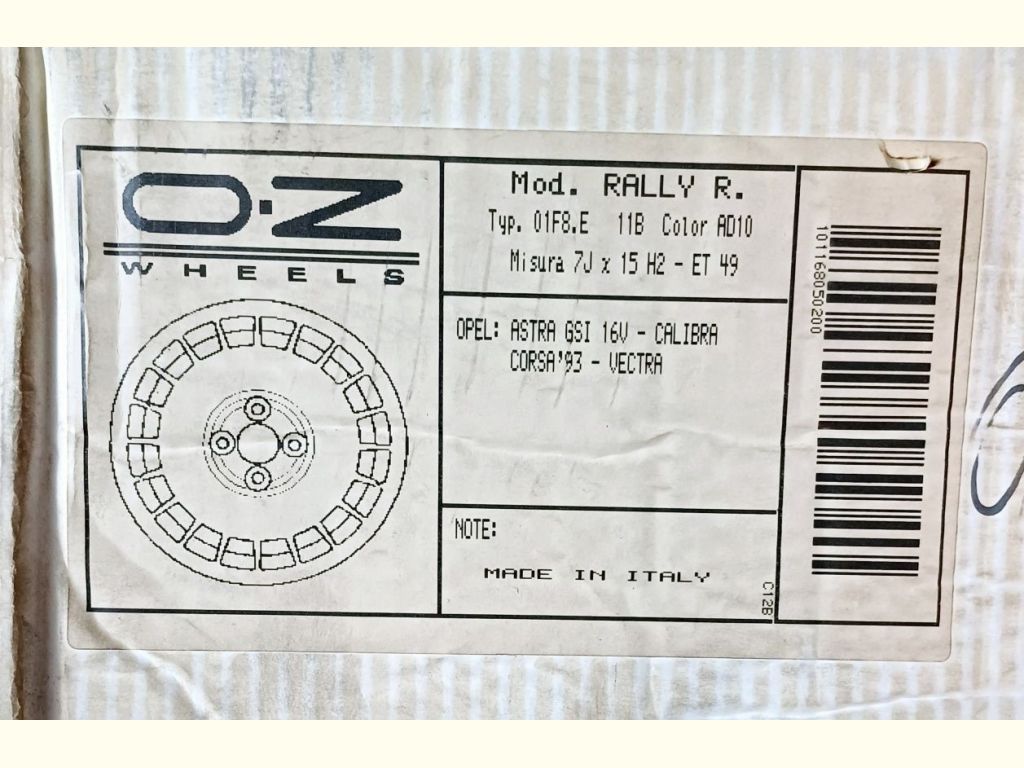 O·Z
WHEELS
Mod. RALLY R.
Typ. 01F8.E 11B Color AD10
Misura 7J x 15 H2 - ET 49
OPEL: ASTRA GSI 16V - CALIBRA
CORSA'93 - VECTRA
NOTE:
MADE IN ITALY
C12B
101168050200